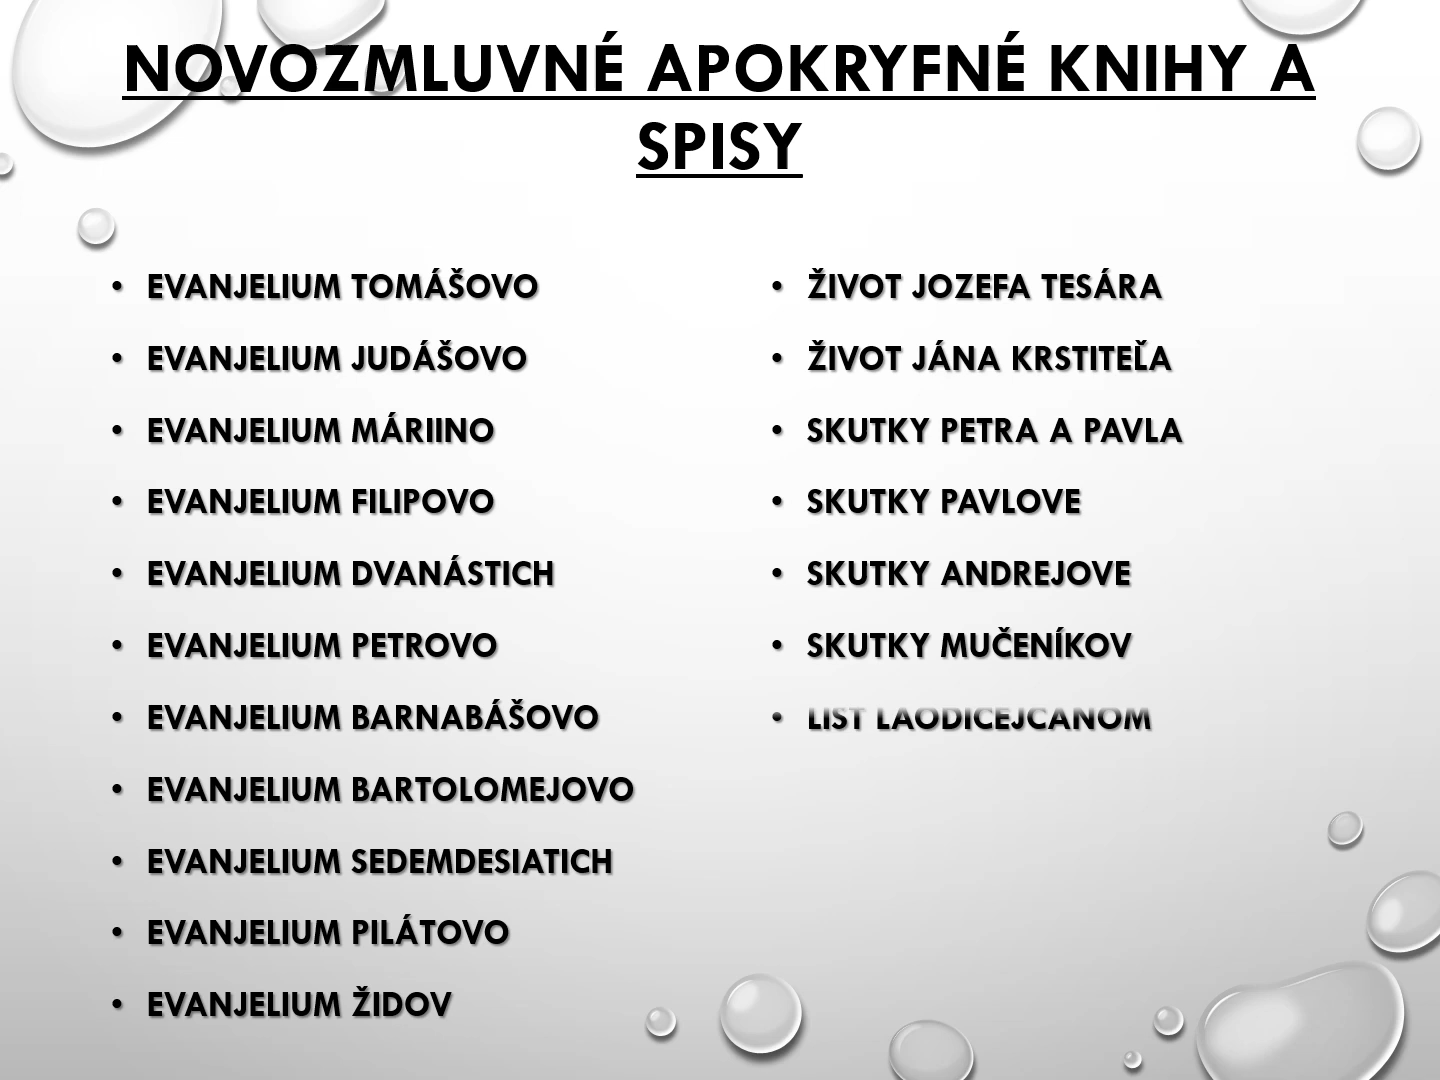 NOVOZMLUVNÉ APOKRYFNÉ KNIHY A
SPISY
• EVANJELIUM TOMÁŠOVO
• EVANJELIUM JUDÁŠOVO
• EVANJELIUM MÁRIINO
• EVANJELIUM FILIPOVO
• EVANJELIUM DVANÁSTICH
• EVANJELIUM PETROVO
• EVANJELIUM BARNABÁŠOVO
• EVANJELIUM BARTOLOMEJOVO
• EVANJELIUM SEDEMDESIATICH
• EVANJELIUM PILÁTOVO
• EVANJELIUM ŽIDOV
• ŽIVOT JOZEFA TESÁRA
• ŽIVOT JÁNA KRSTITEĽA
• SKUTKY PETRA A PAVLA
• SKUTKY PAVLOVE
• SKUTKY ANDREJOVE
• SKUTKY MUČENÍKOV
• LIST LAODICEJČANOM